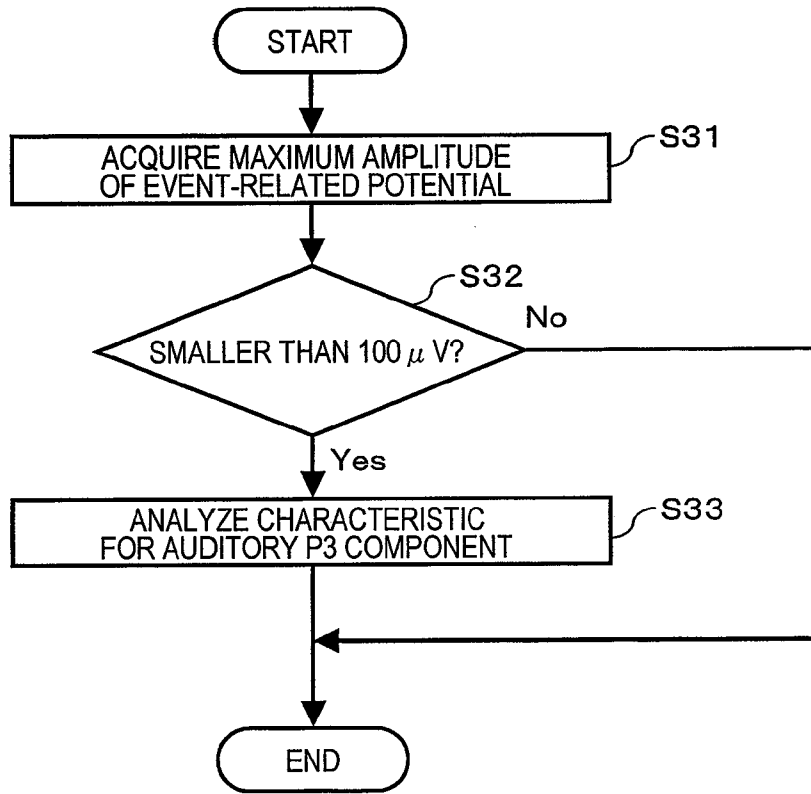 START
S31
ACQUIRE MAXIMUM AMPLITUDE
OF EVENT-RELATED POTENTIAL
S32
No
SMALLER THAN 100 μ V?
Yes
S33
ANALYZE CHARACTERISTIC
FOR AUDITORY P3 COMPONENT
END